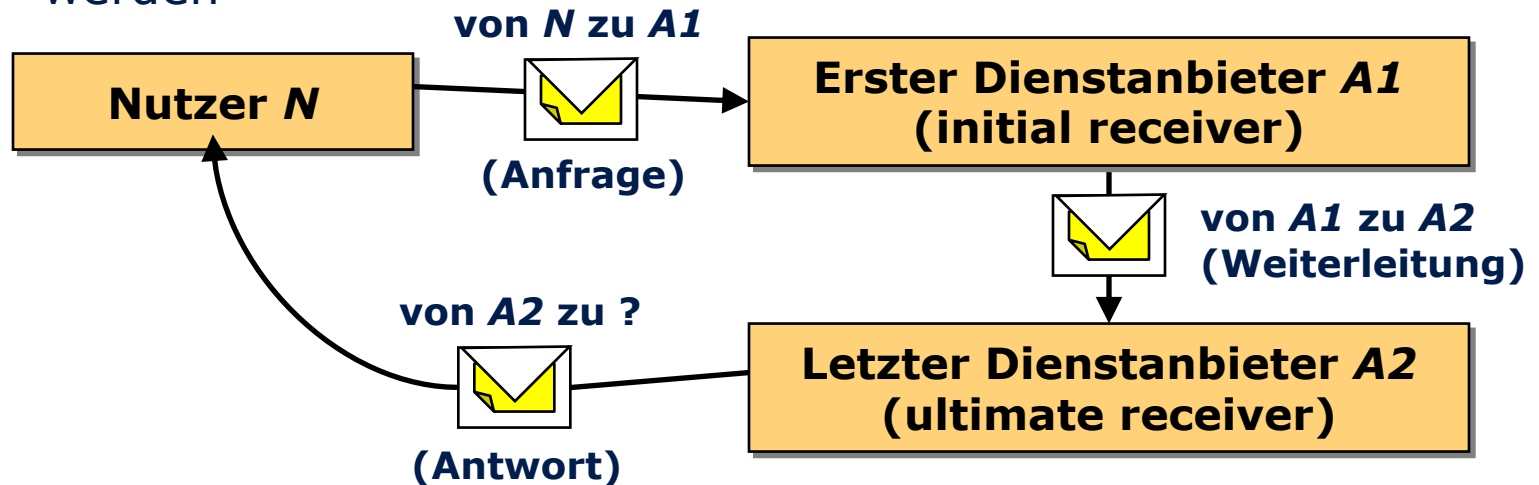 werden
von N zu A1
Nutzer N
(Anfrage)
Erster Dienstanbieter A1
(initial receiver)
von A1 zu A2
(Weiterleitung)
von A2 zu ?
(Antwort)
Letzter Dienstanbieter A2
(ultimate receiver)